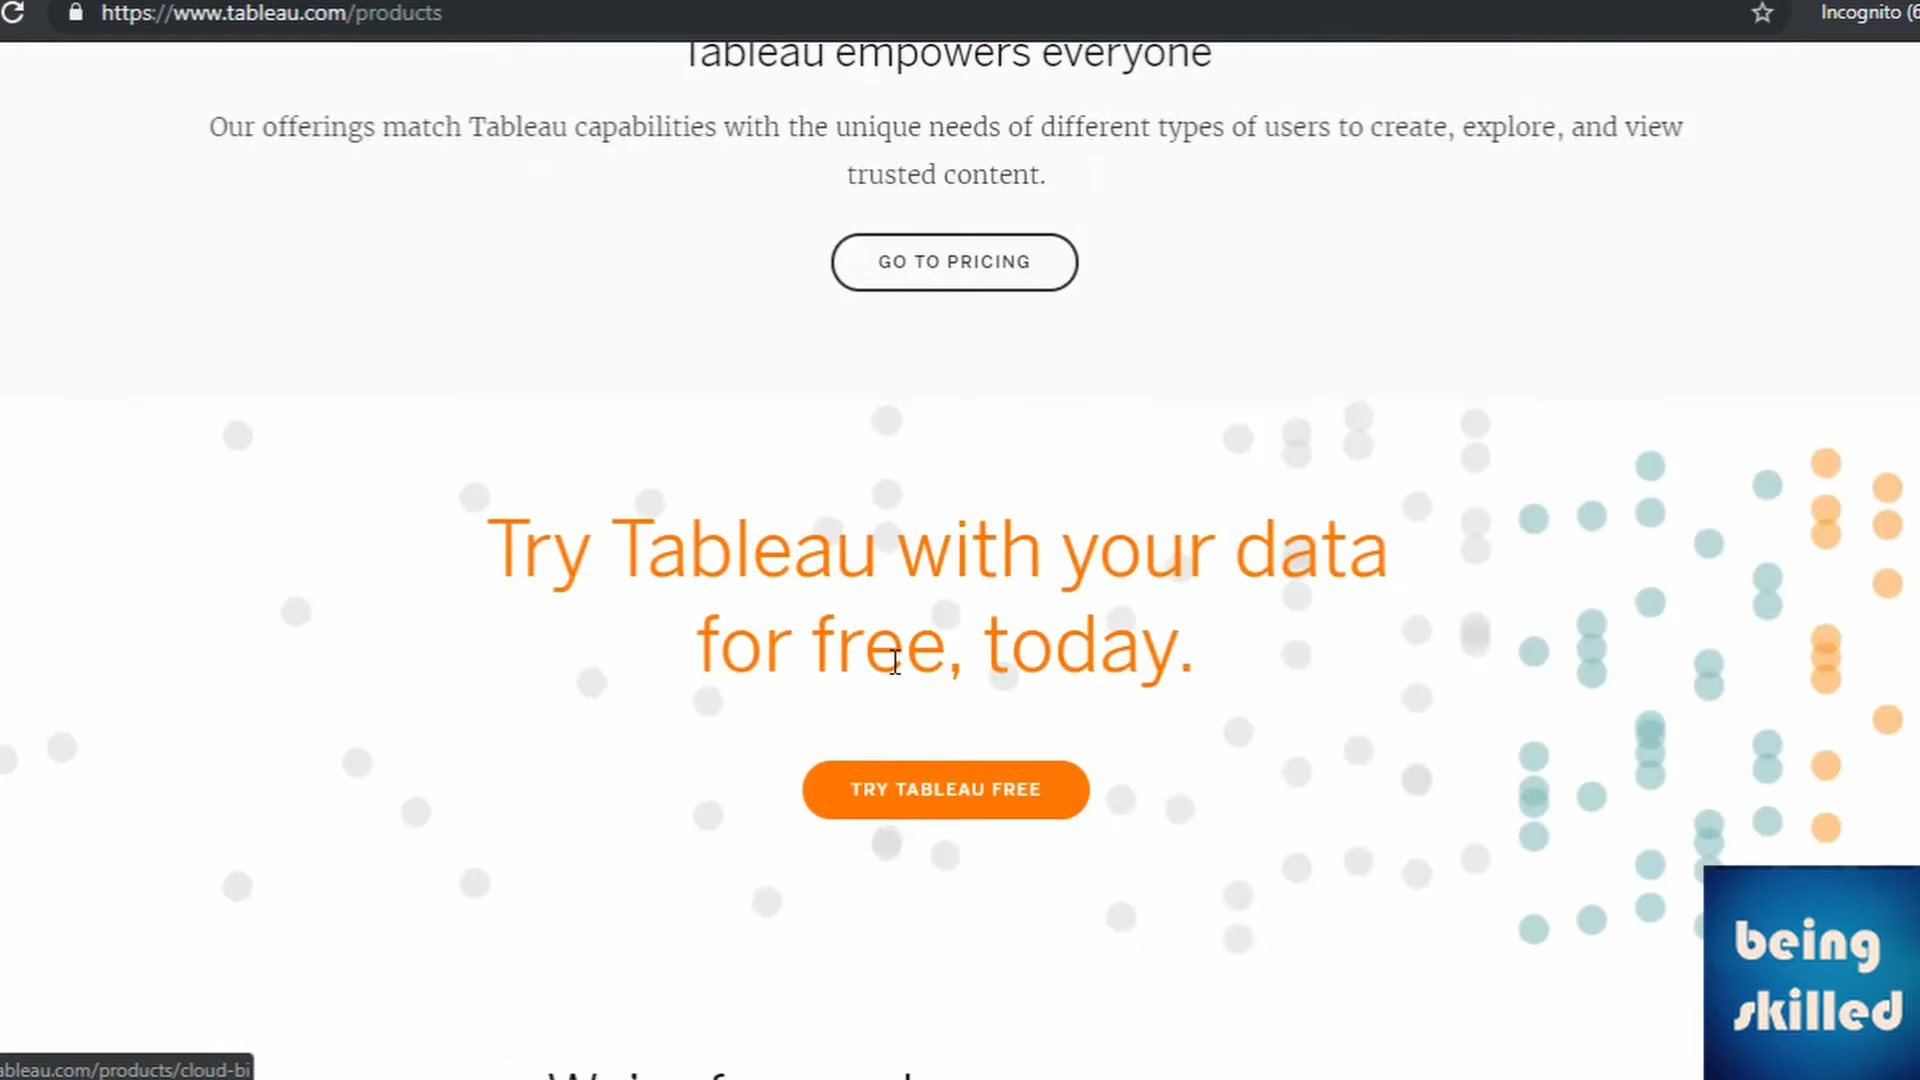 https://www.tableau.com/products
Incognito (6
Tableau empowers everyone
Our offerings match Tableau capabilities with the unique needs of different types of users to create, explore, and view
trusted content.
GO TO PRICING
Try Tableau with your data
for free, today.
TRY TABLEAU FREE
being
skilled
ableau.com/products/cloud-bi